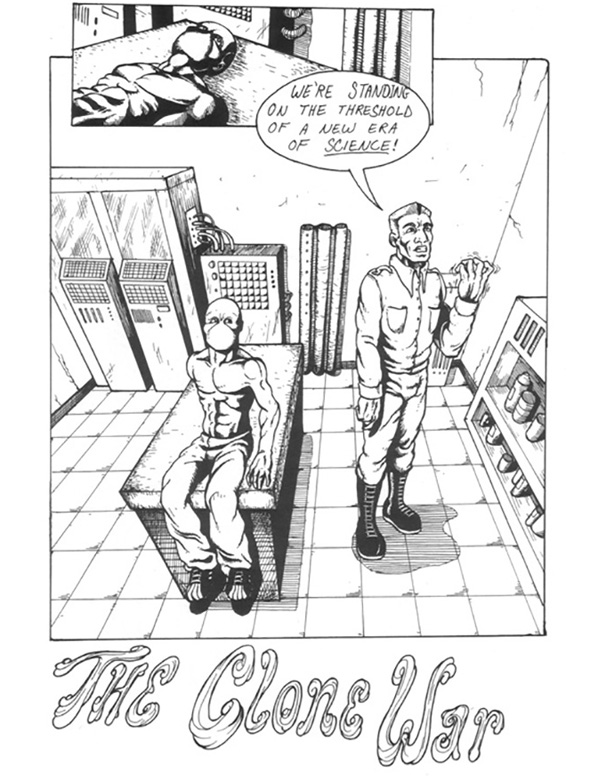 WE'RE STANDING
ON THE THRESHOLD
OF A NEW ERA
OF SCIENCE!
THE CLONE WAR